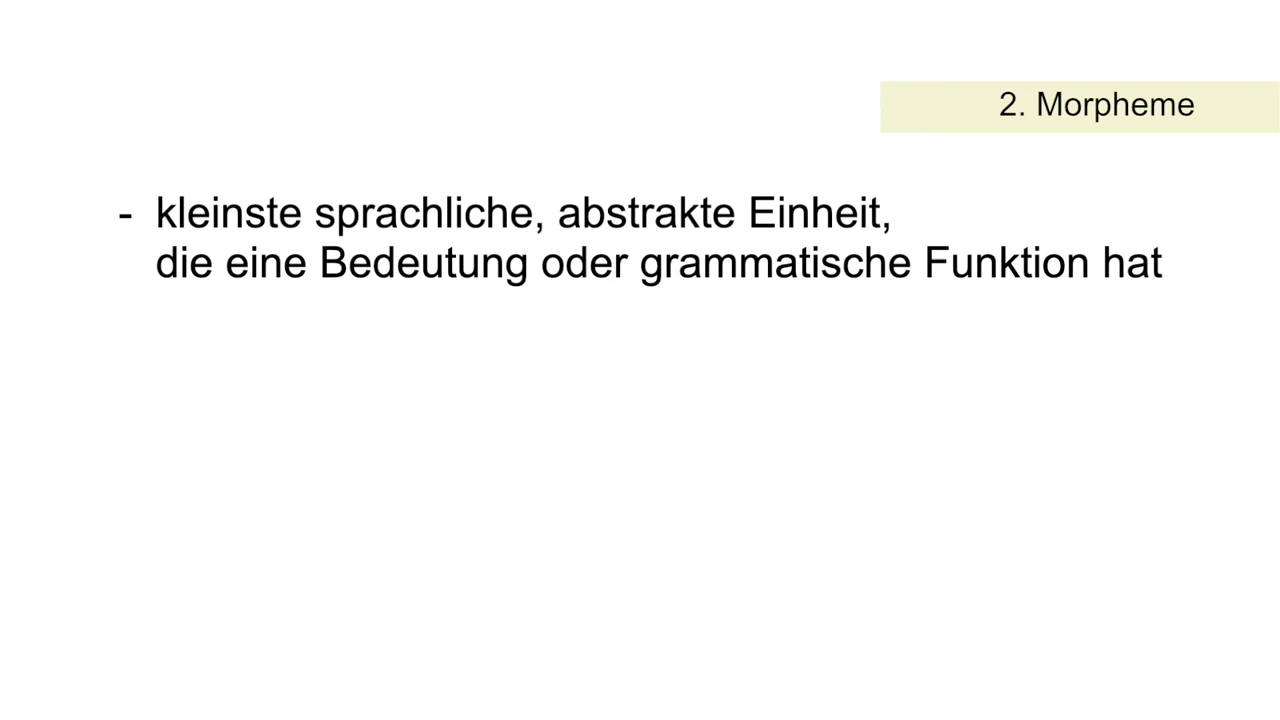 2. Morpheme
- kleinste sprachliche, abstrakte Einheit,
die eine Bedeutung oder grammatische Funktion hat